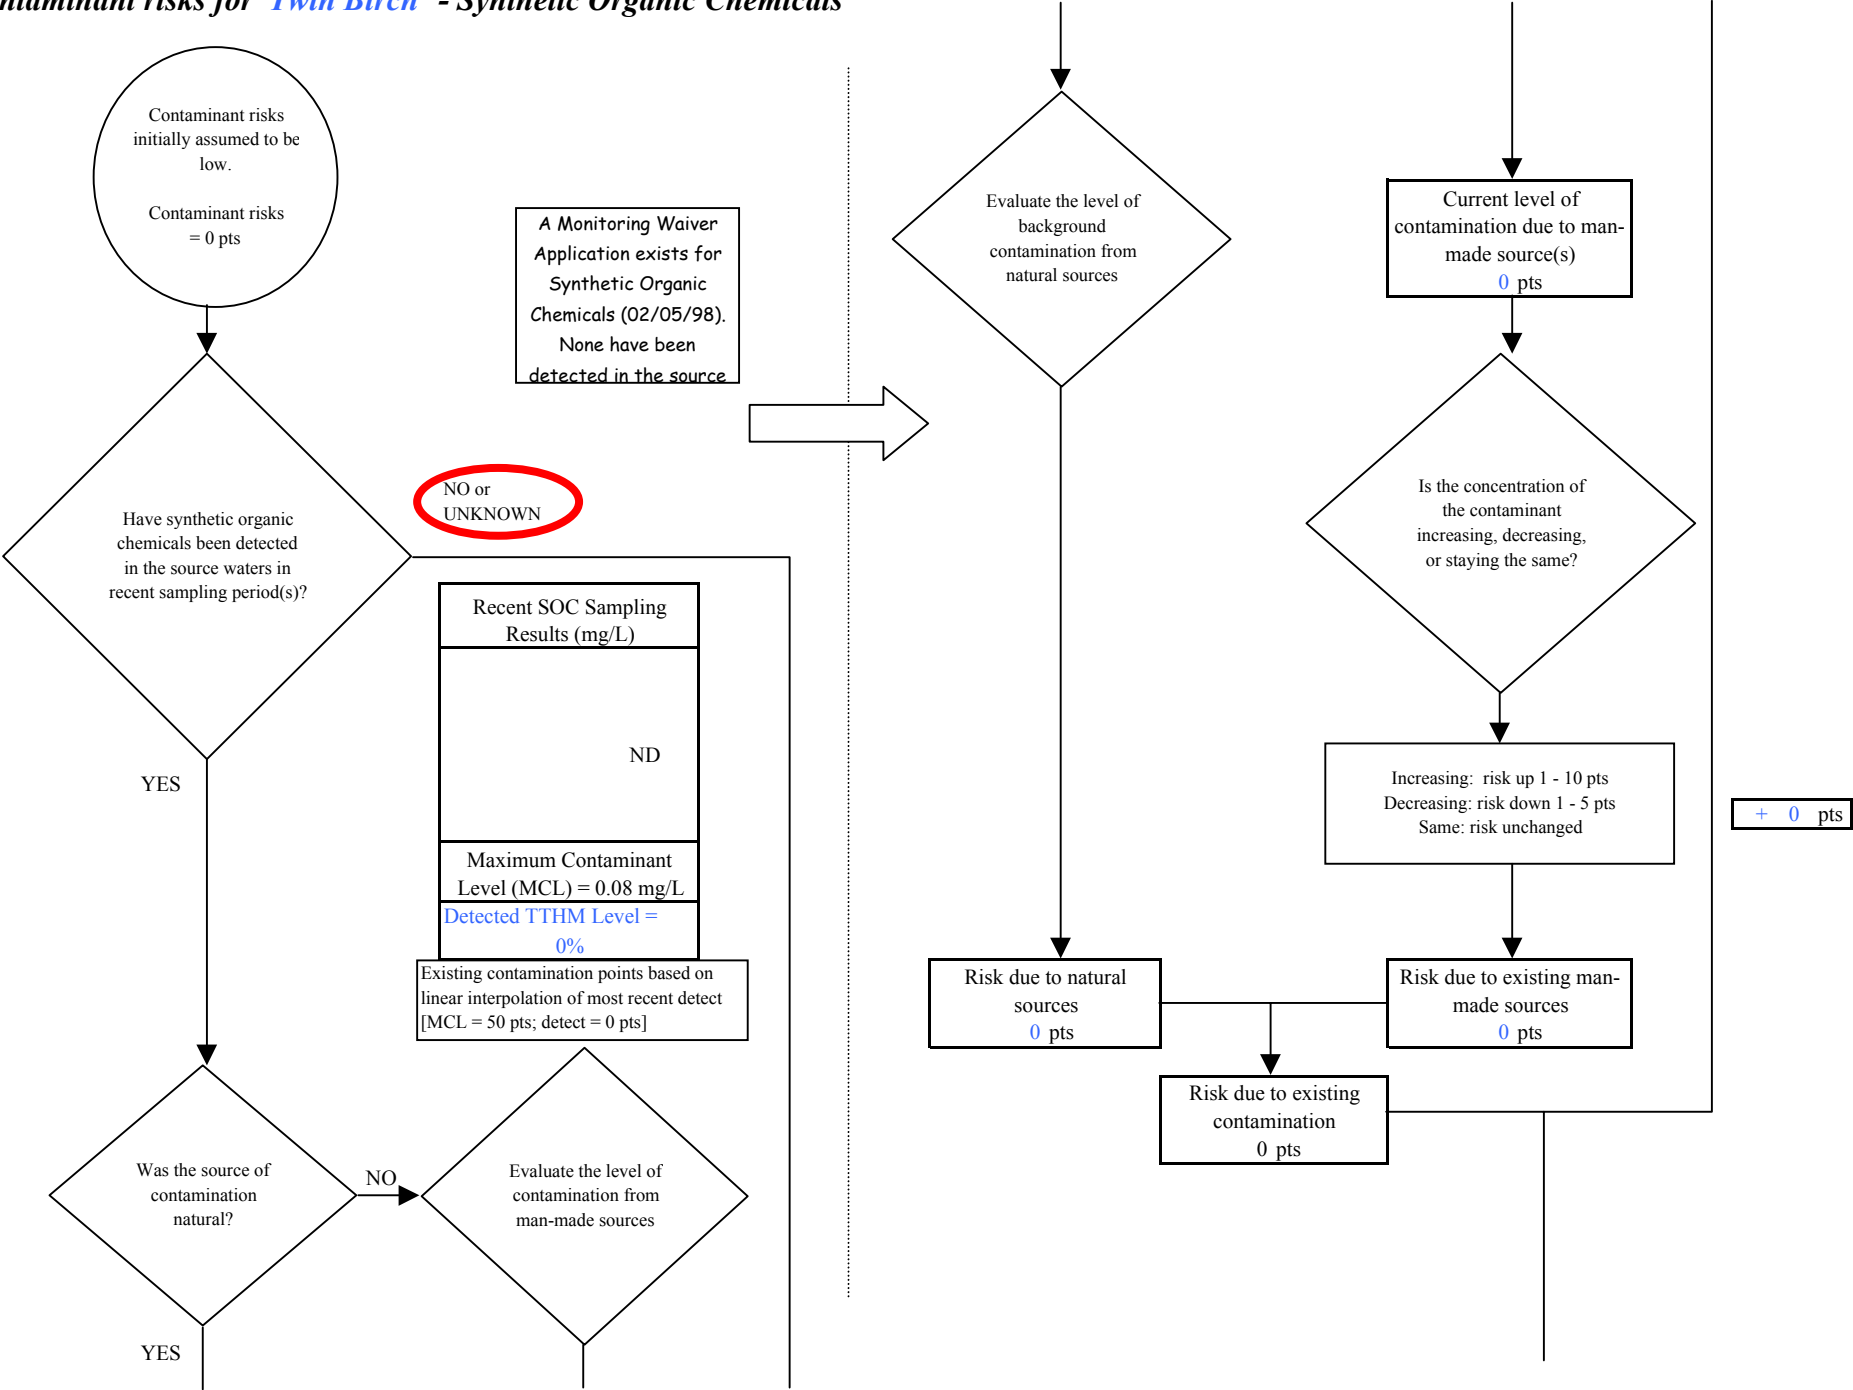 ntaminant risks for 'Twin Birch' - Synthetic Organic Chemicals
Contaminant risks
initially assumed to be
low.
Contaminant risks
= 0 pts
A Monitoring Waiver
Application exists for
Synthetic Organic
Chemicals (02/05/98).
None have been
detected in the source
NO or
UNKNOWN
Have synthetic organic
chemicals been detected
in the source waters in
recent sampling period(s)?
YES
Recent SOC Sampling
Results (mg/L)
ND
Maximum Contaminant
Level (MCL) = 0.08 mg/L
Detected TTHM Level =
0%
Existing contamination points based on
linear interpolation of most recent detect
[MCL = 50 pts; detect = 0 pts]
Was the source of
contamination
natural?
NO
YES
Evaluate the level of
contamination from
man-made sources
Evaluate the level of
background
contamination from
natural sources
Current level of
contamination due to man-
made source(s)
0 pts
Is the concentration of
the contaminant
increasing, decreasing,
or staying the same?
Increasing: risk up 1 - 10 pts
Decreasing: risk down 1 - 5 pts
Same: risk unchanged
+ 0 pts
Risk due to natural
sources
0 pts
Risk due to existing man-
made sources
0 pts
Risk due to existing
contamination
0 pts